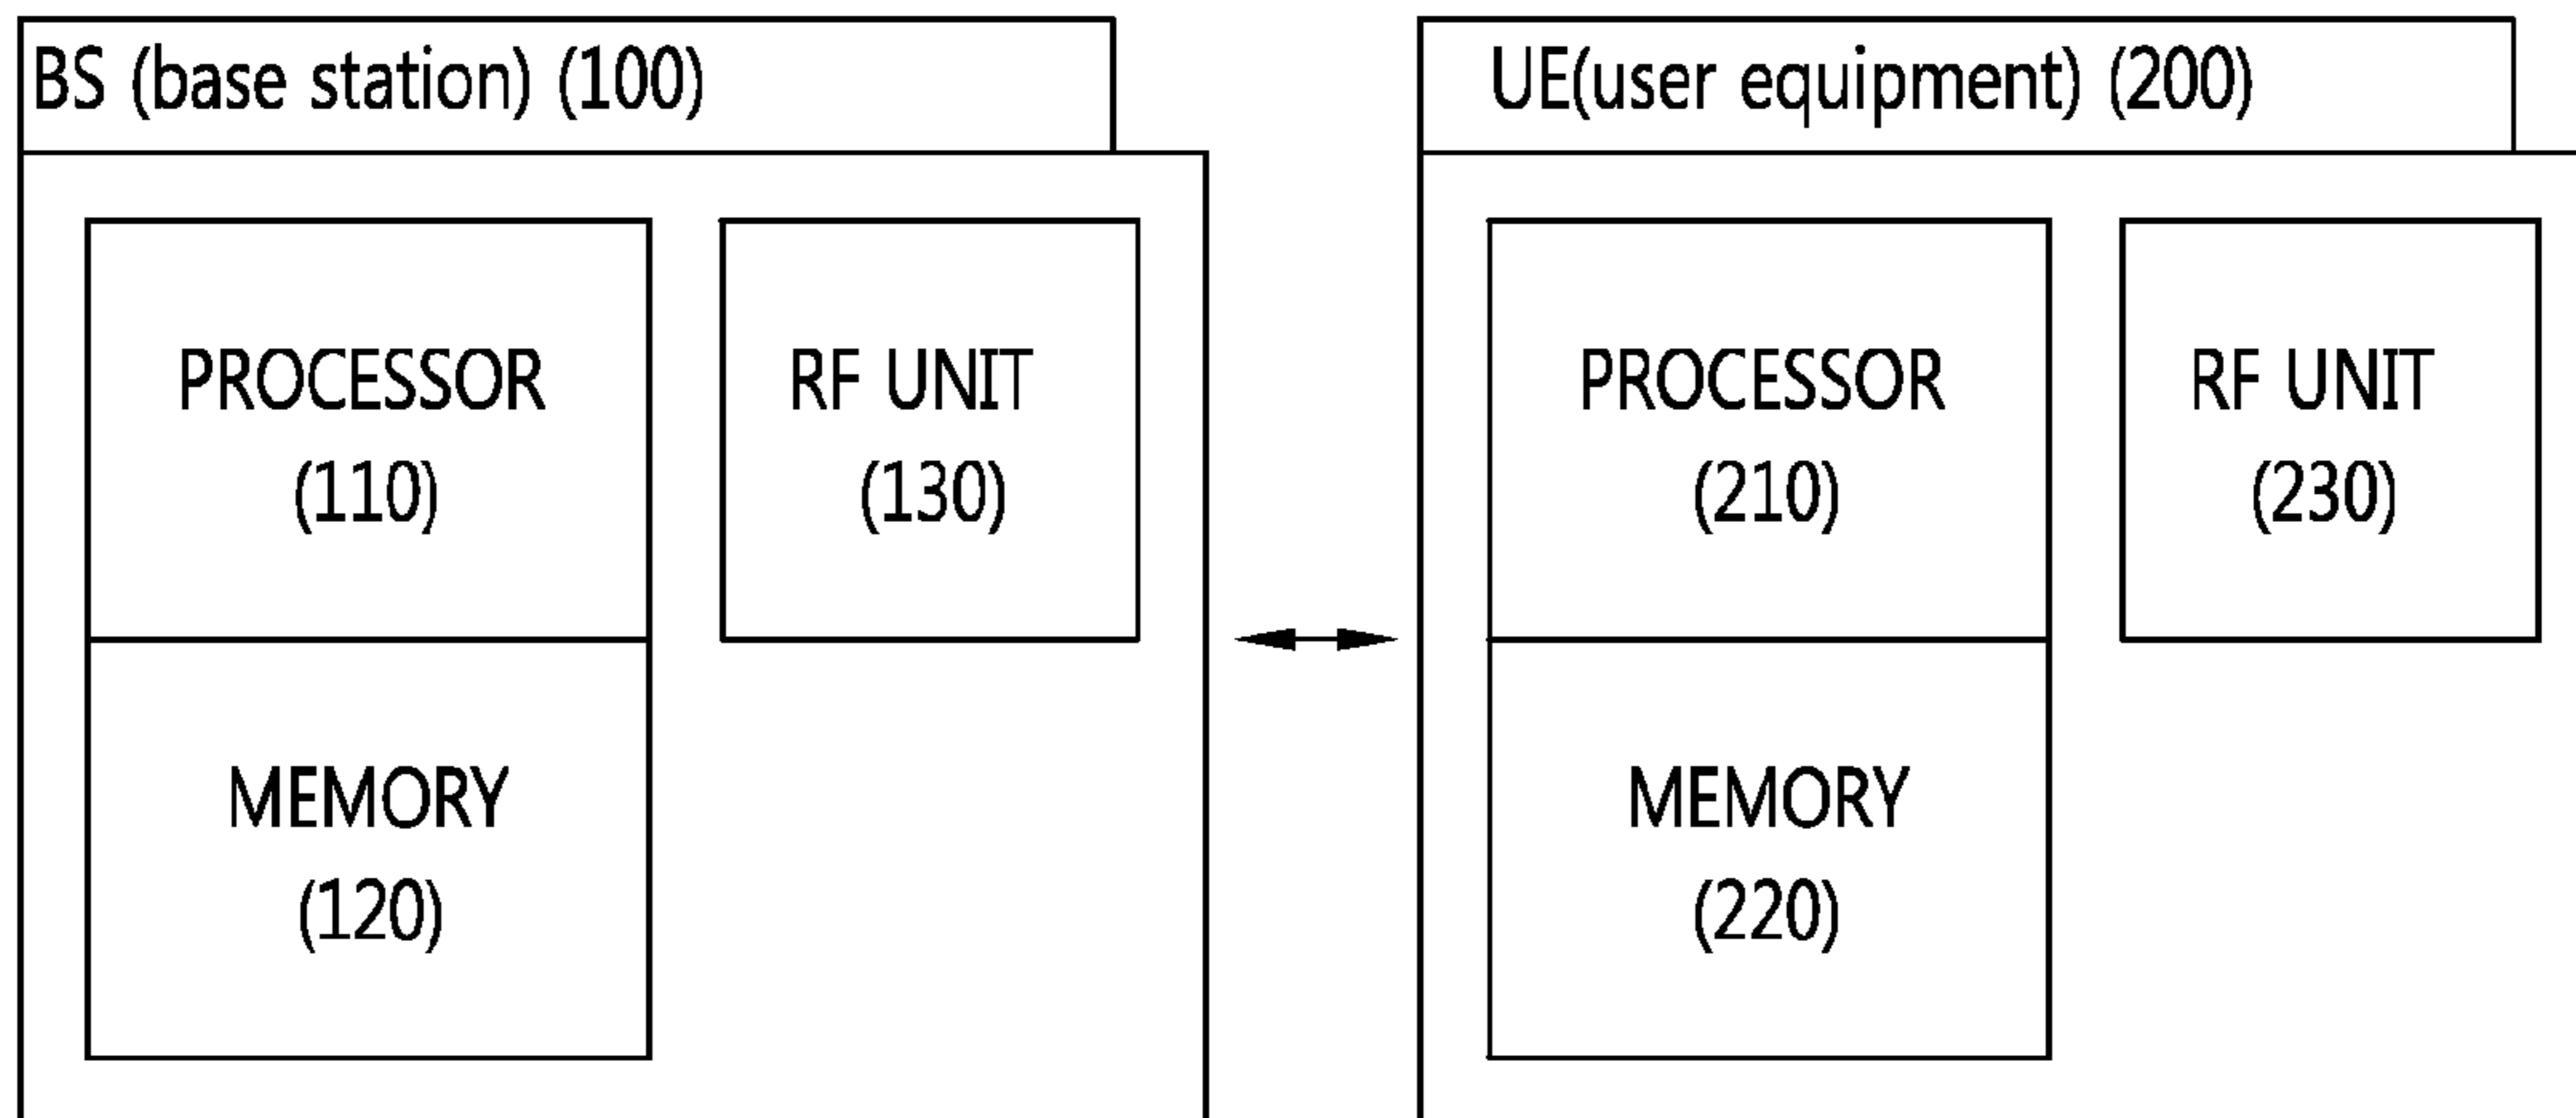 BS (base station) (100)
PROCESSOR
(110)
RF UNIT
(130)
MEMORY
(120)
UE(user equipment) (200)
PROCESSOR
(210)
RF UNIT
(230)
MEMORY
(220)